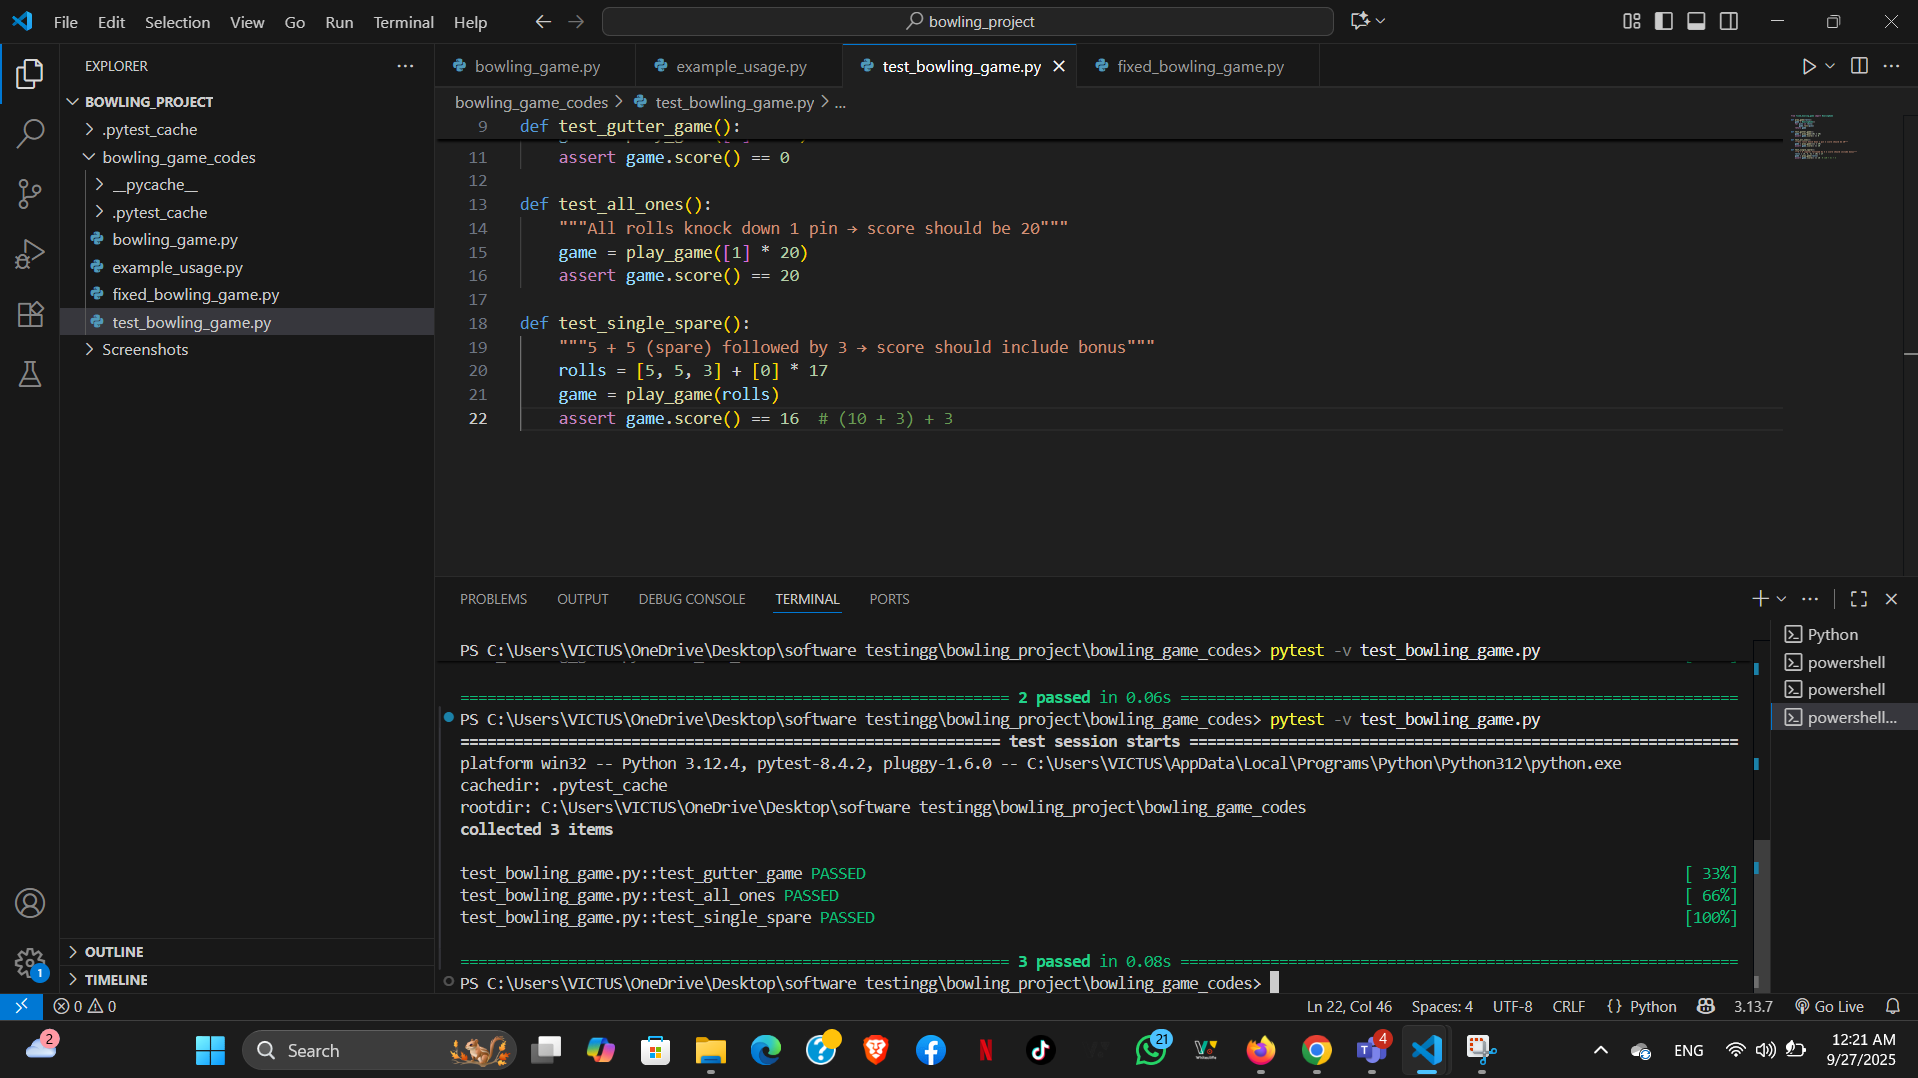 File Edit Selection View Go Run Terminal Help
bowling_project
EXPLORER
BOWLING_PROJECT
.pytest_cache
bowling_game_codes
__pycache__
.pytest_cache
bowling_game.py
example_usage.py
fixed_bowling_game.py
test_bowling_game.py
Screenshots
OUTLINE
TIMELINE
bowling_game.py
example_usage.py
test_bowling_game.py
fixed_bowling_game.py
bowling_game_codes > test_bowling_game.py > ...
9 def test_gutter_game():
11 assert game.score() == 0
12
13 def test_all_ones():
14 """All rolls knock down 1 pin → score should be 20"""
15 game = play_game([1] * 20)
16 assert game.score() == 20
17
18 def test_single_spare():
19 """5 + 5 (spare) followed by 3 → score should include bonus"""
20 rolls = [5, 5, 3] + [0] * 17
21 game = play_game(rolls)
22 assert game.score() == 16 # (10 + 3) + 3
PROBLEMS OUTPUT DEBUG CONSOLE TERMINAL PORTS
PS C:\Users\VICTUS\OneDrive\Desktop\software testingg\bowling_project\bowling_game_codes> pytest -v test_bowling_game.py
============================================================= 2 passed in 0.06s ==============================================================
PS C:\Users\VICTUS\OneDrive\Desktop\software testingg\bowling_project\bowling_game_codes> pytest -v test_bowling_game.py
============================================================ test session starts =============================================================
platform win32 -- Python 3.12.4, pytest-8.4.2, pluggy-1.6.0 -- C:\Users\VICTUS\AppData\Local\Programs\Python\Python312\python.exe
cachedir: .pytest_cache
rootdir: C:\Users\VICTUS\OneDrive\Desktop\software testingg\bowling_project\bowling_game_codes
collected 3 items
test_bowling_game.py::test_gutter_game PASSED [ 33%]
test_bowling_game.py::test_all_ones PASSED [ 66%]
test_bowling_game.py::test_single_spare PASSED [100%]
============================================================= 3 passed in 0.08s ==============================================================
PS C:\Users\VICTUS\OneDrive\Desktop\software testingg\bowling_project\bowling_game_codes>
Python
powershell
powershell
powershell...
1
0 0
Ln 22, Col 46 Spaces: 4 UTF-8 CRLF {} Python 3.13.7 Go Live
2
Search
21
4
ENG
12:21 AM
9/27/2025